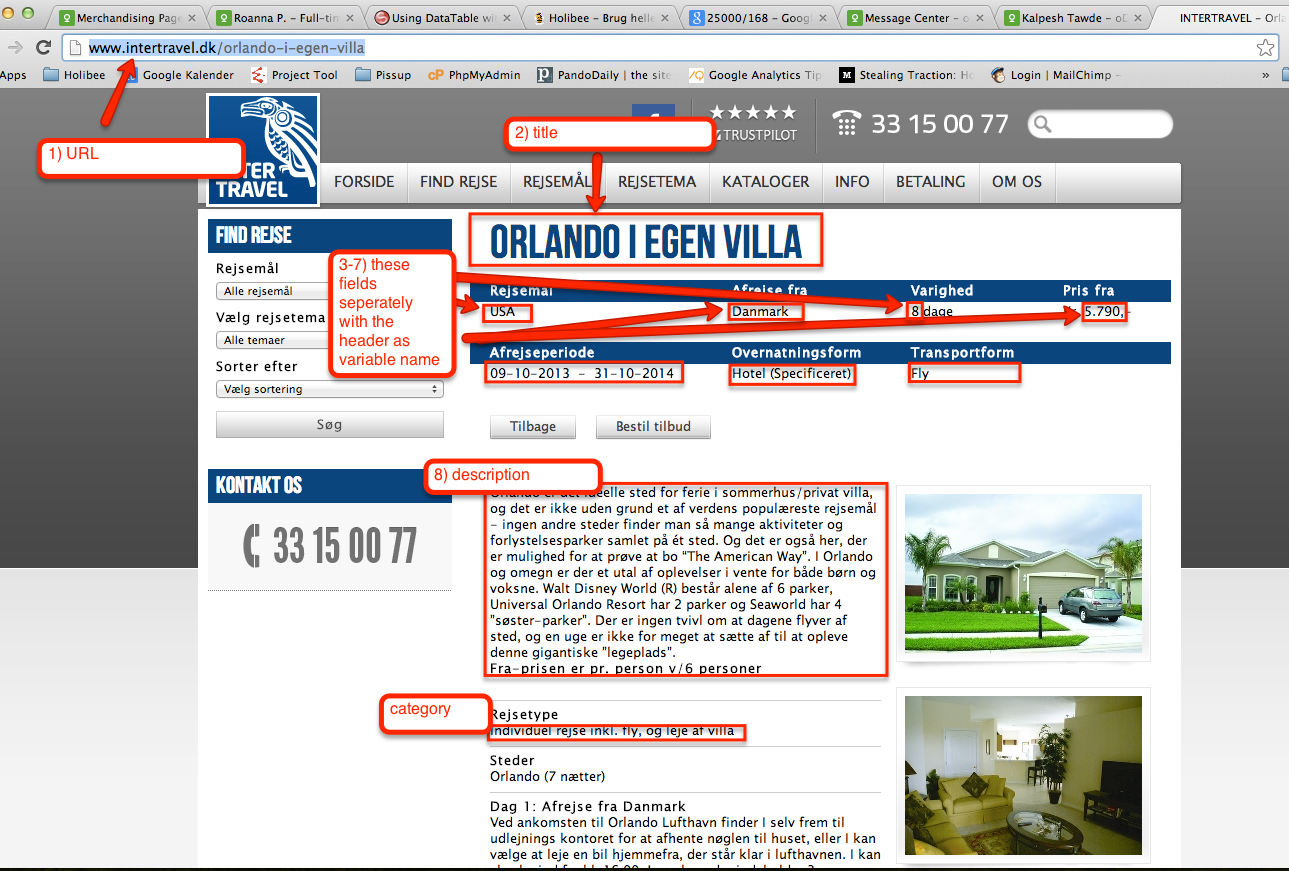 Merchandising Page
Roanna P. – Full-tim
Using DataTable wit
Holibee – Brug helle
25000/168 – Googl
Message Center – o
Kalpesh Tawde – oD
INTERTRAVEL – Orla
www.intertravel.dk/orlando-i-egen-villa
Apps
Holibee
Google Kalender
Project Tool
Pissup
PhpMyAdmin
PandoDaily | the site
Google Analytics Tip
Stealing Traction: Ho
Login | MailChimp –
»
1) URL
2) title
TRUSTPILOT
33 15 00 77
TRAVEL
FORSIDE
FIND REJSE
REJSEMÅL
REJSETEMA
KATALOGER
INFO
BETALING
OM OS
FIND REJSE
Rejsemål
Alle rejsemål
Vælg rejsetema
Alle temaer
Sorter efter
Vælg sortering
Søg
KONTAKT OS
33 15 00 77
3-7) these
fields
seperately
with the
header as
variable name
ORLANDO I EGEN VILLA
Rejsemål
Afrejse fra
Varighed
Pris fra
USA
Danmark
8 dage
5.790,-
Afrejseperiode
Overnatningsform
Transportform
09-10-2013 - 31-10-2014
Hotel (Specificeret)
Fly
Tilbage
Bestil tilbud
8) description
Orlando er det ideelle sted for ferie i sommerhus/privat villa,
og det er ikke uden grund et af verdens populæreste rejsemål
- ingen andre steder finder man så mange aktiviteter og
forlystelsesparker samlet på ét sted. Og det er også her, der
er mulighed for at prøve at bo "The American Way". I Orlando
og omegn er der et utal af oplevelser i vente for både børn og
voksne. Walt Disney World (R) består alene af 6 parker,
Universal Orlando Resort har 2 parker og Seaworld har 4
"søster-parker". Der er ingen tvivl om at dagene flyver af
sted, og en uge er ikke for meget at sætte af til at opleve
denne gigantiske "legeplads".
Fra-prisen er pr. person v/6 personer
category
Rejsetype
Individuel rejse inkl. fly, og leje af villa
Steder
Orlando (7 nætter)
Dag 1: Afrejse fra Danmark
Ved ankomsten til Orlando Lufthavn finder I selv frem til
udlejnings kontoret for at afhente nøglen til huset, eller I kan
vælge at leje en bil hjemmefra, der står klar i lufthavnen. I kan